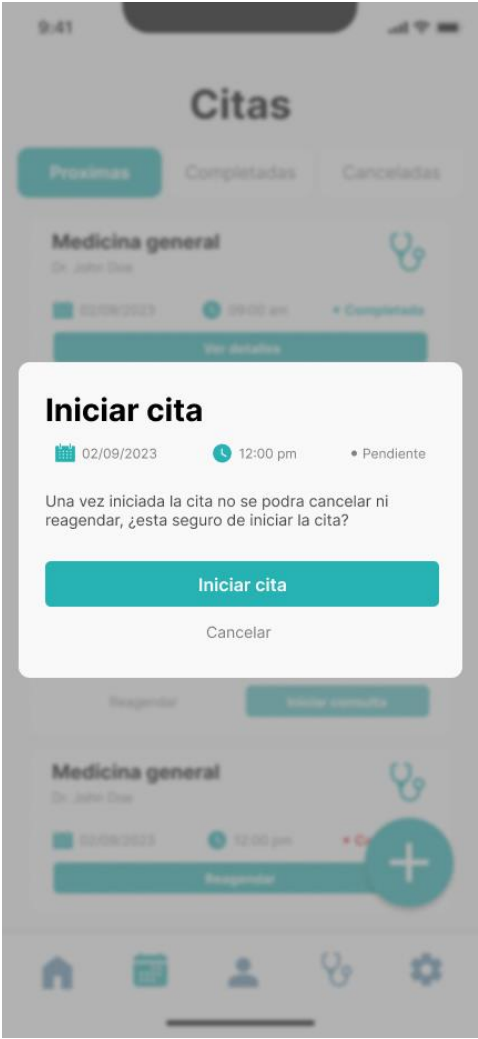 9:41
Citas
Proximas Completadas Canceladas
Medicina general
Dr. John Doe
02/09/2023 09:00 am • Completada
Ver detalles
Iniciar cita
02/09/2023 12:00 pm • Pendiente
Una vez iniciada la cita no se podra cancelar ni
reagendar, ¿esta seguro de iniciar la cita?
Iniciar cita
Cancelar
Reagendar Iniciar consulta
Medicina general
Dr. John Doe
02/09/2023 12:00 pm
Reagendar